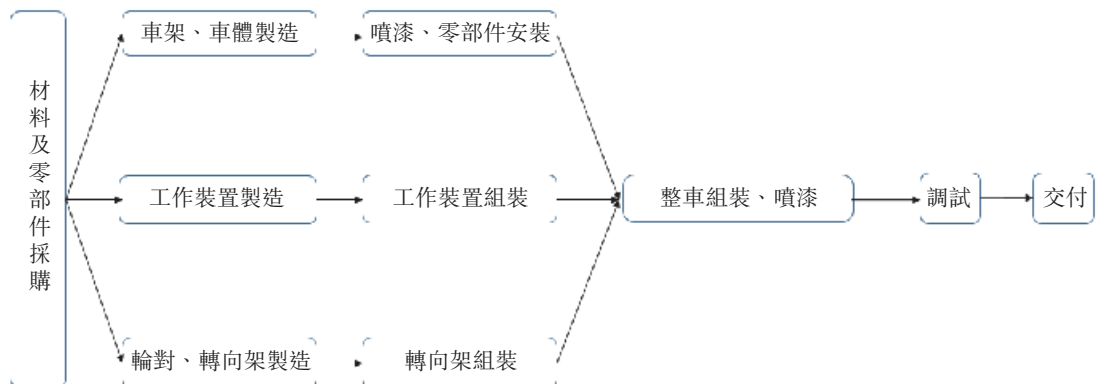 材料及零部件採購
車架、車體製造
噴漆、零部件安裝
工作裝置製造
工作裝置組裝
整車組裝、噴漆
調試
交付
輪對、轉向架製造
轉向架組裝